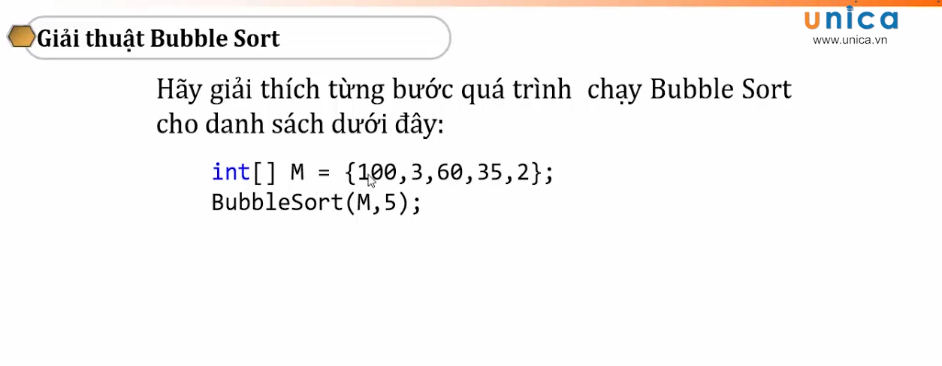 unica
www.unica.vn
Giải thuật Bubble Sort
Hãy giải thích từng bước quá trình chạy Bubble Sort
cho danh sách dưới đây:
int[] M = {100,3,60,35,2};
BubbleSort(M,5);